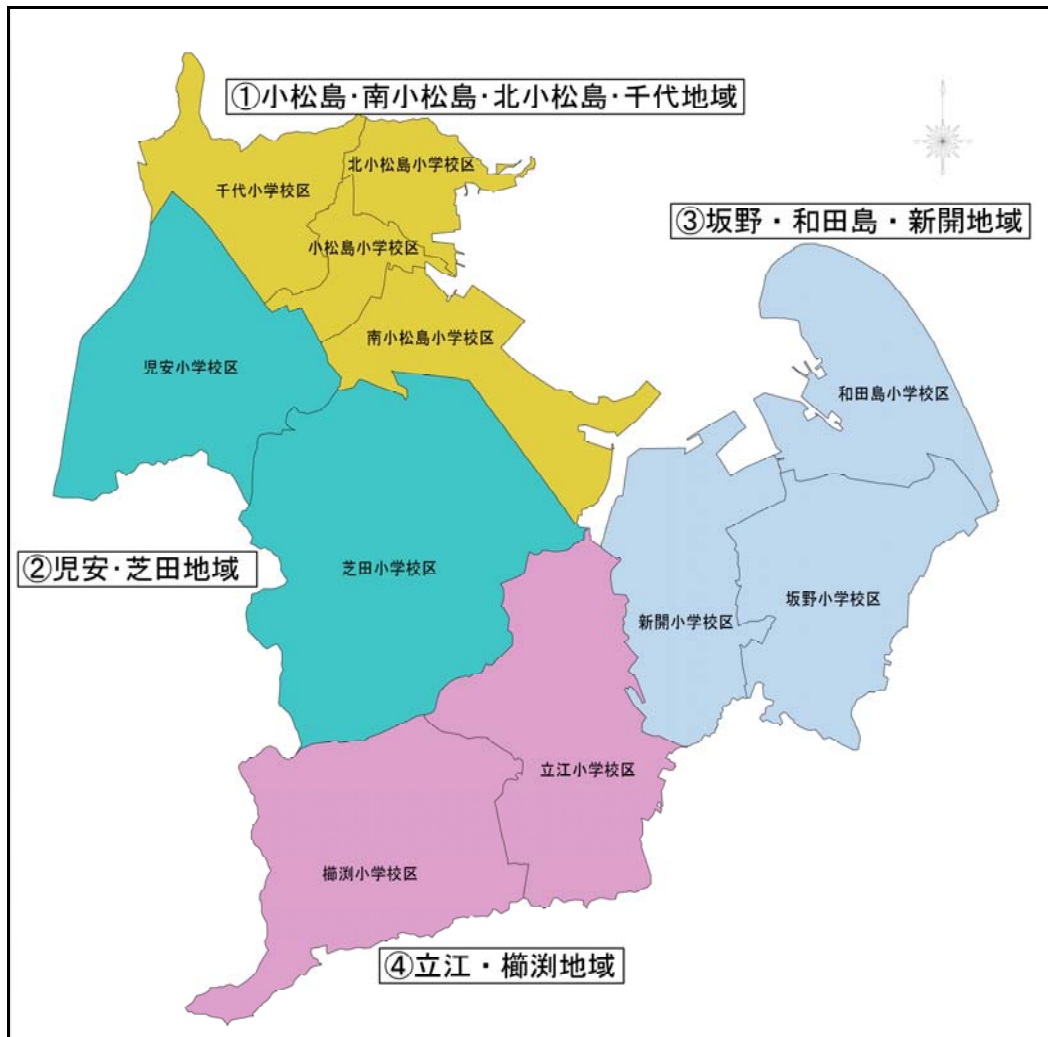 ①小松島・南小松島・北小松島・千代地域
北小松島小学校区
千代小学校区
③坂野・和田島・新開地域
小松島小学校区
南小松島小学校区
児安小学校区
和田島小学校区
②児安・芝田地域
芝田小学校区
坂野小学校区
新開小学校区
立江小学校区
櫛渕小学校区
④立江・櫛渕地域